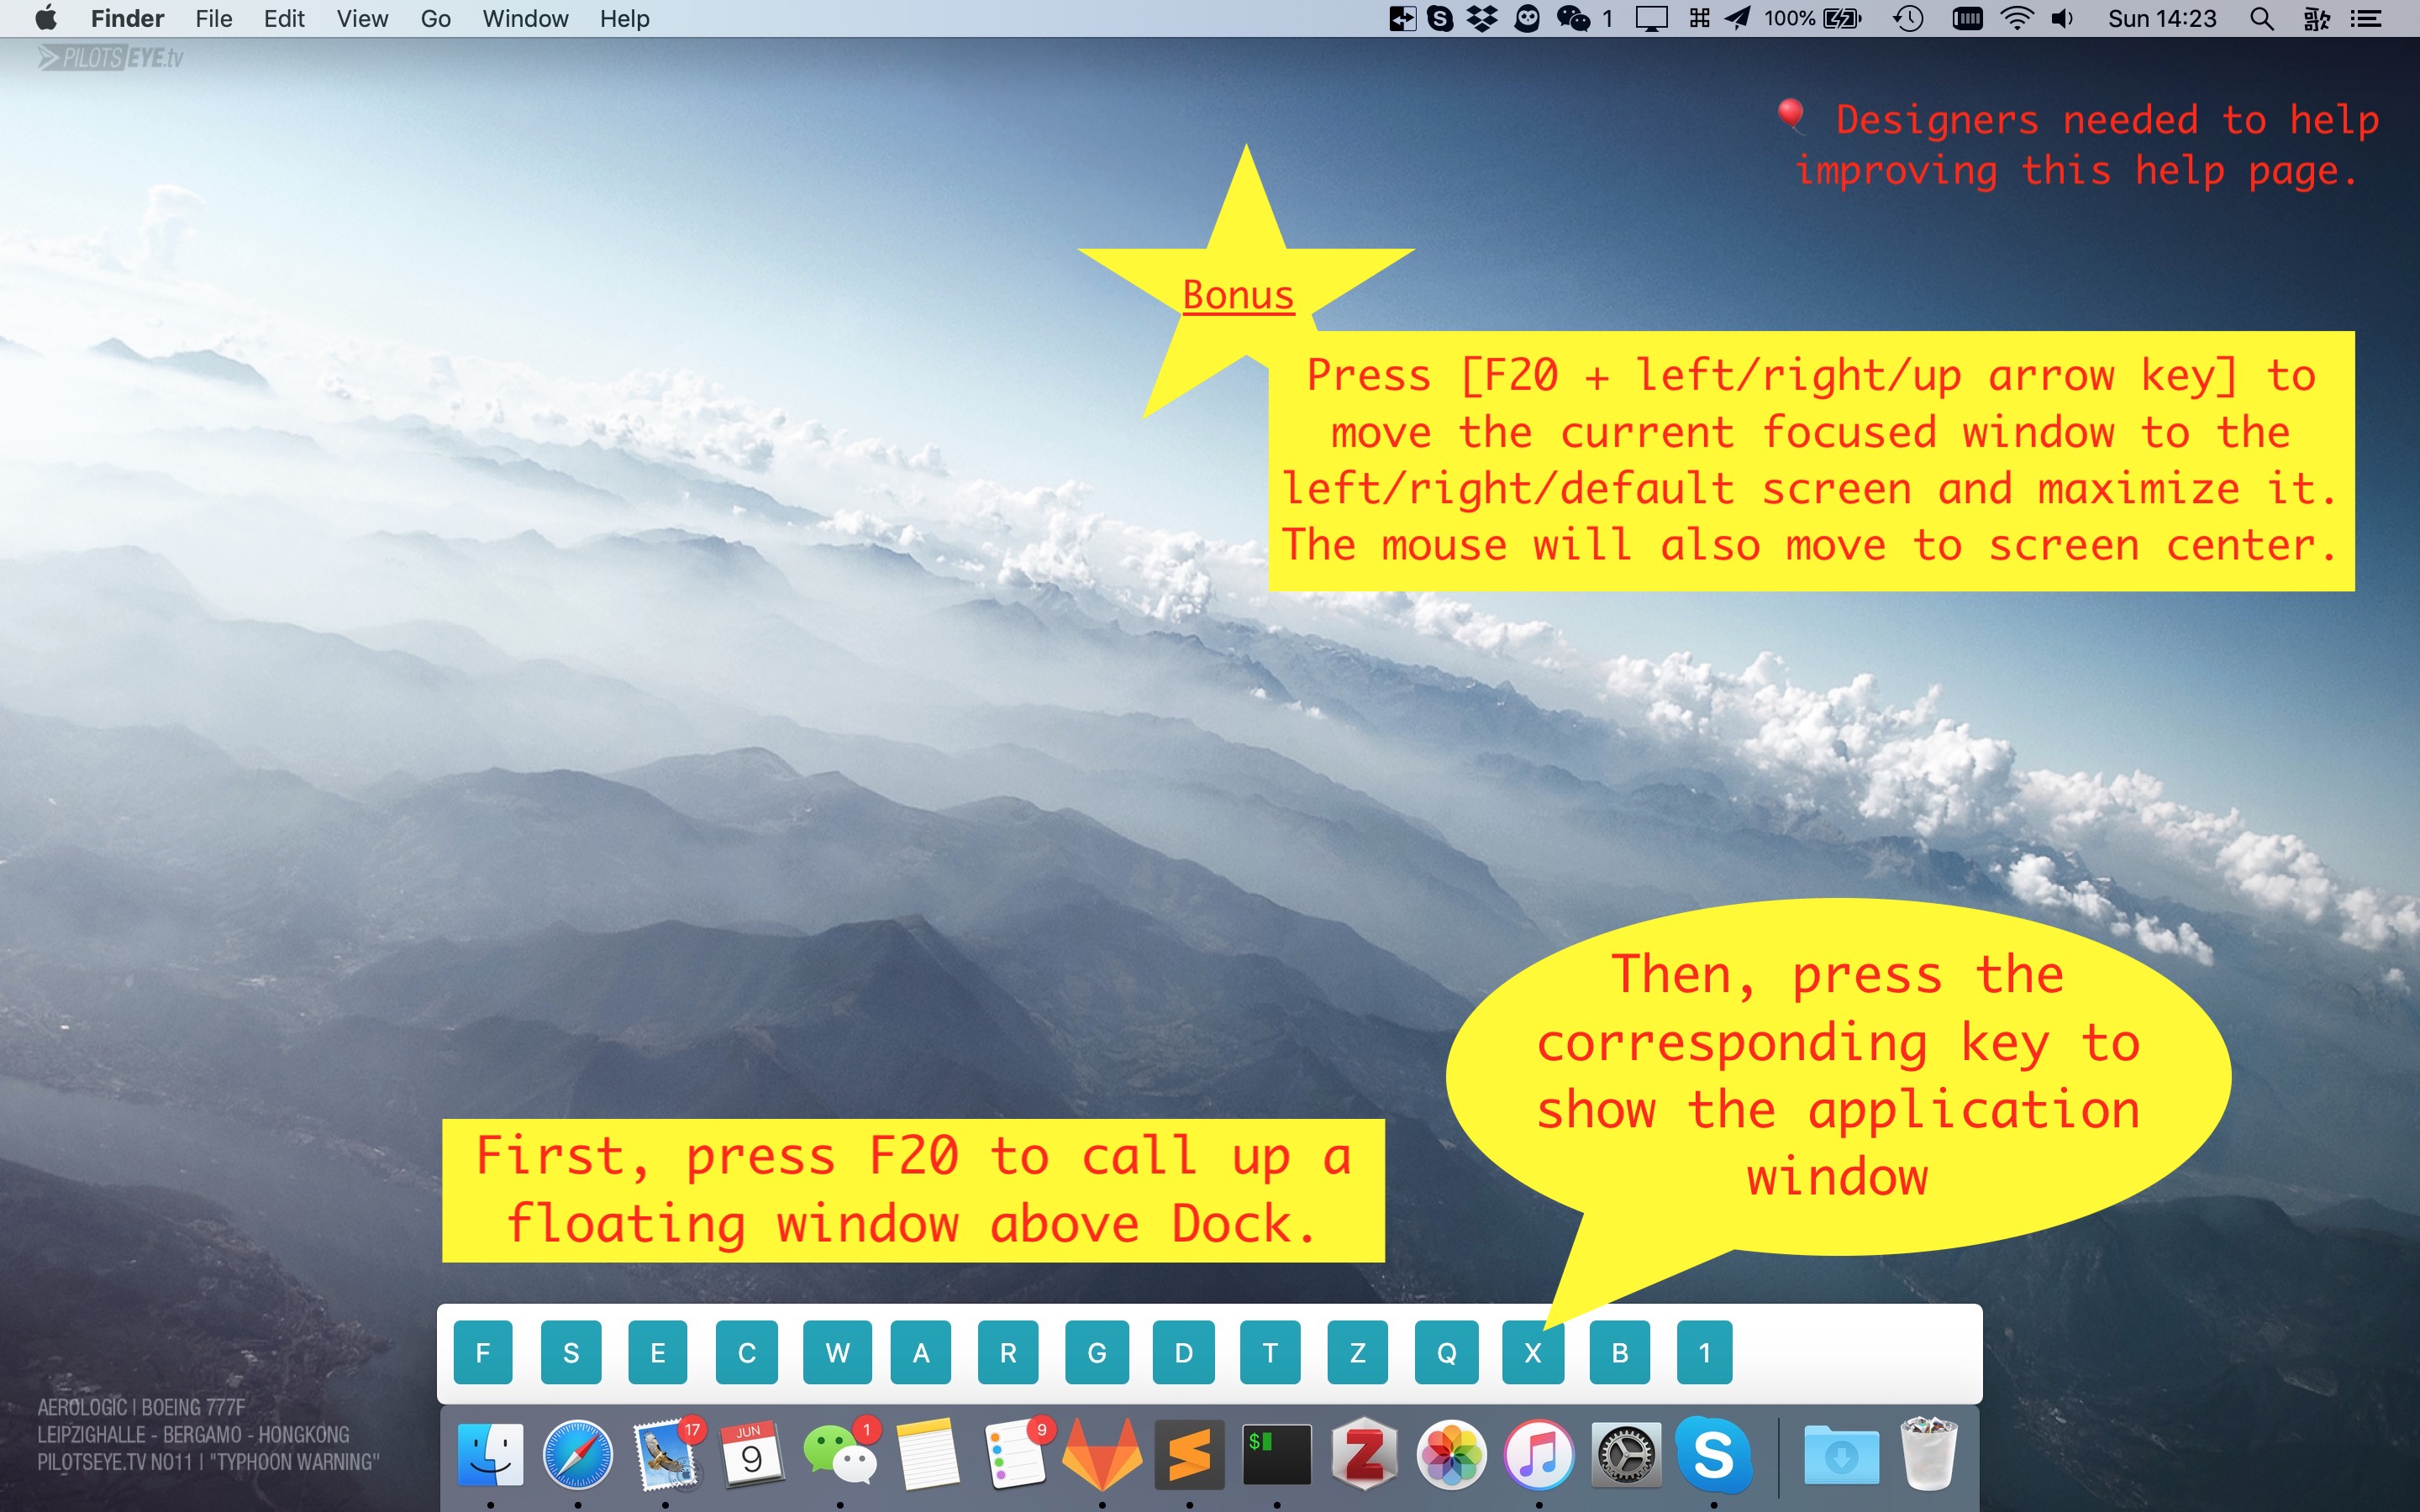 Finder File Edit View Go Window Help
1 100% Sun 14:23
PILOTSEYE.tv
🎈 Designers needed to help
improving this help page.
Bonus
Press [F20 + left/right/up arrow key] to
move the current focused window to the
left/right/default screen and maximize it.
The mouse will also move to screen center.
Then, press the
corresponding key to
show the application
window
First, press F20 to call up a
floating window above Dock.
F S E C W A R G D T Z Q X B 1
AEROLOGIC | BOEING 777F
LEIPZIGHALLE - BERGAMO - HONGKONG
PILOTSEYE.TV NO11 | "TYPHOON WARNING"
17 JUN 9 1 9 $ Z S